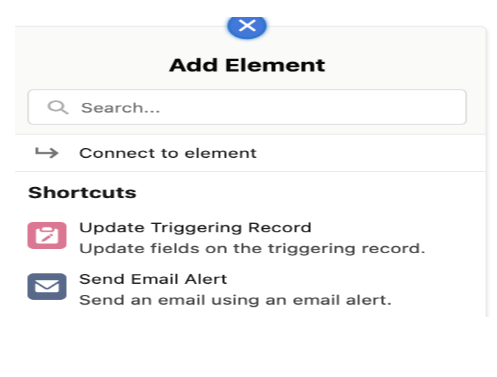 Add Element
Search...
Connect to element
Shortcuts
Update Triggering Record
Update fields on the triggering record.
Send Email Alert
Send an email using an email alert.